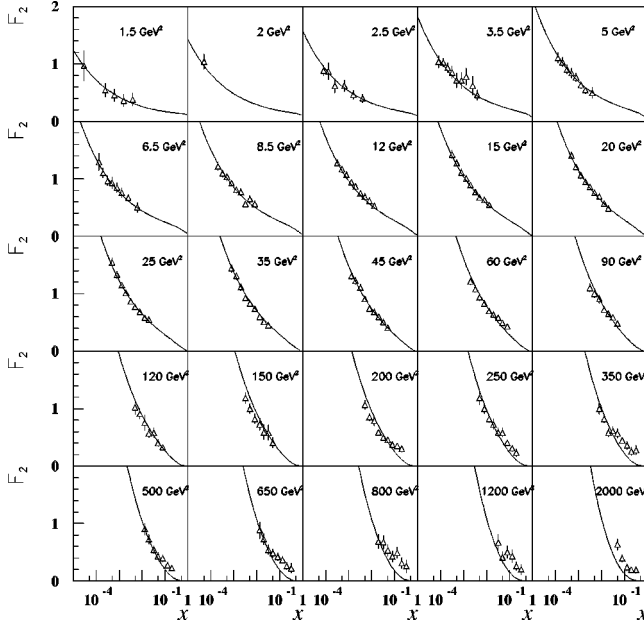 F₂ 2 1.5 GeV² 2 GeV² 2.5 GeV² 3.5 GeV² 5 GeV²
1
F₂ 0 6.5 GeV² 8.5 GeV² 12 GeV² 15 GeV² 20 GeV²
1
F₂ 0 25 GeV² 35 GeV² 45 GeV² 60 GeV² 90 GeV²
1
F₂ 0 120 GeV² 150 GeV² 200 GeV² 250 GeV² 350 GeV²
1
F₂ 0 500 GeV² 650 GeV² 800 GeV² 1200 GeV² 2000 GeV²
1
0
10⁻⁴ 10⁻¹ 1 10⁻⁴ 10⁻¹ 1 10⁻⁴ 10⁻¹ 1 10⁻⁴ 10⁻¹ 1 10⁻⁴ 10⁻¹ 1
x x x x x